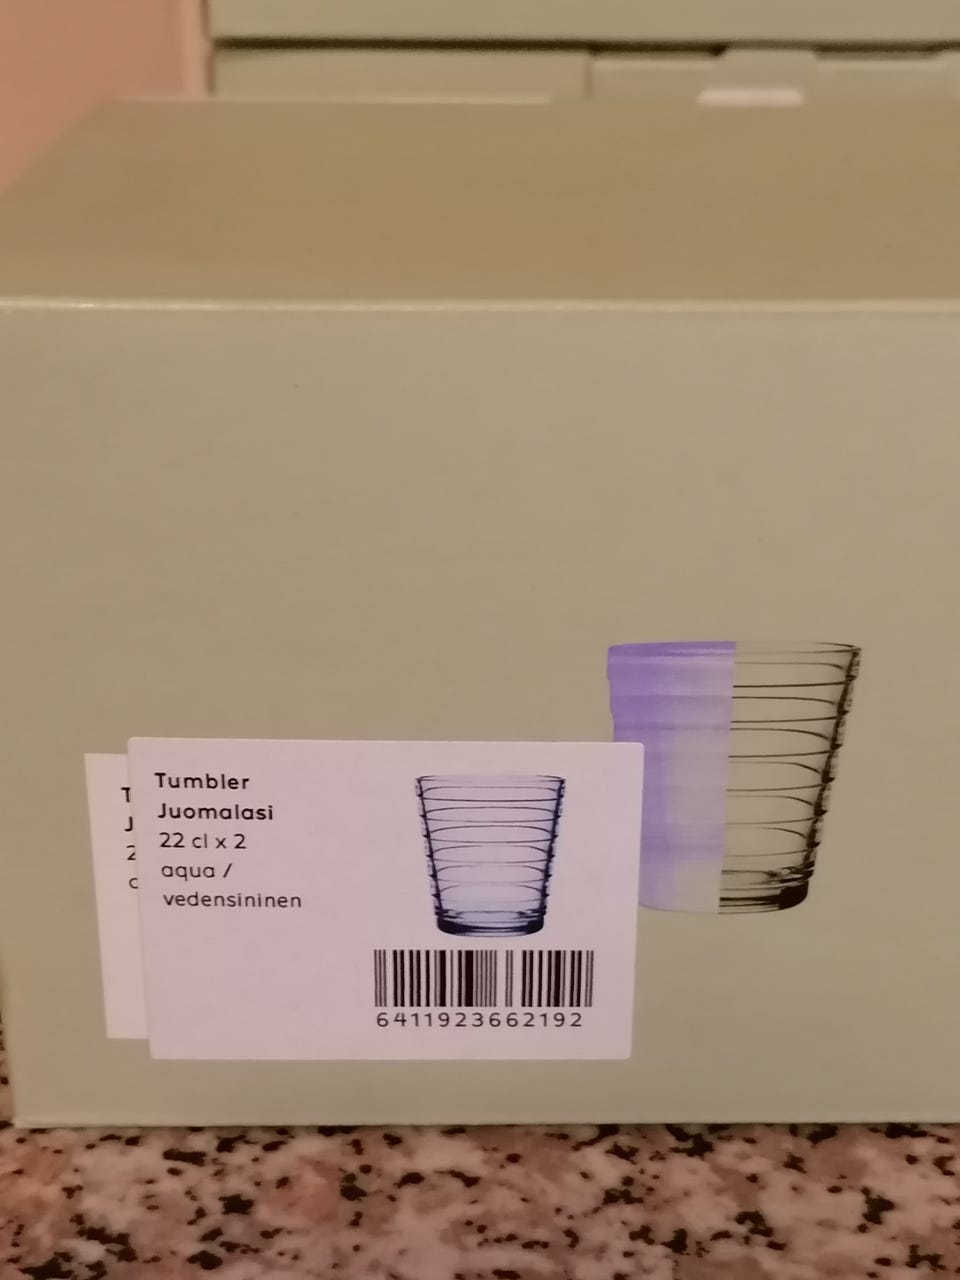 Tumbler
Juomalasi
22 cl x 2
aqua /
vedensininen
6411923662192